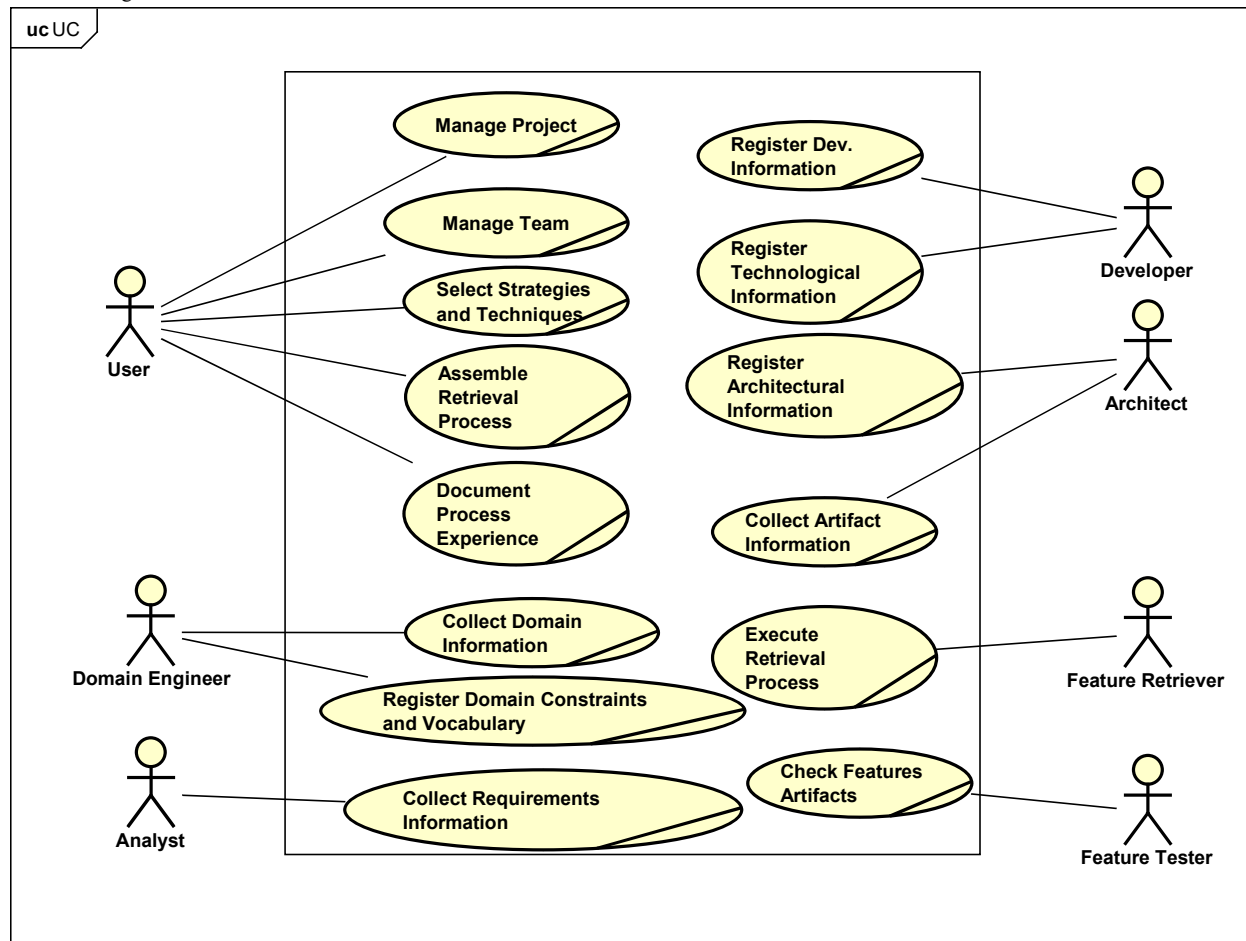 uc UC
Manage Project
Manage Team
Select Strategies
and Techniques
Assemble
Retrieval
Process
Document
Process
Experience
Collect Domain
Information
Register Domain Constraints
and Vocabulary
Collect Requirements
Information
Register Dev.
Information
Register
Technological
Information
Register
Architectural
Information
Collect Artifact
Information
Execute
Retrieval
Process
Check Features
Artifacts
User
Domain Engineer
Analyst
Developer
Architect
Feature Retriever
Feature Tester